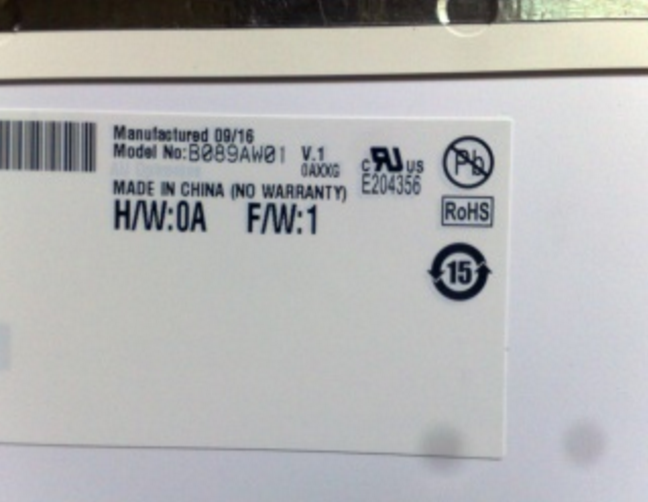 Manufactured 09/16
Model No:B089AW01 V.1
0AXXG
MADE IN CHINA (NO WARRANTY)
H/W:0A F/W:1
c RU US
E204356
Pb
RoHS
15